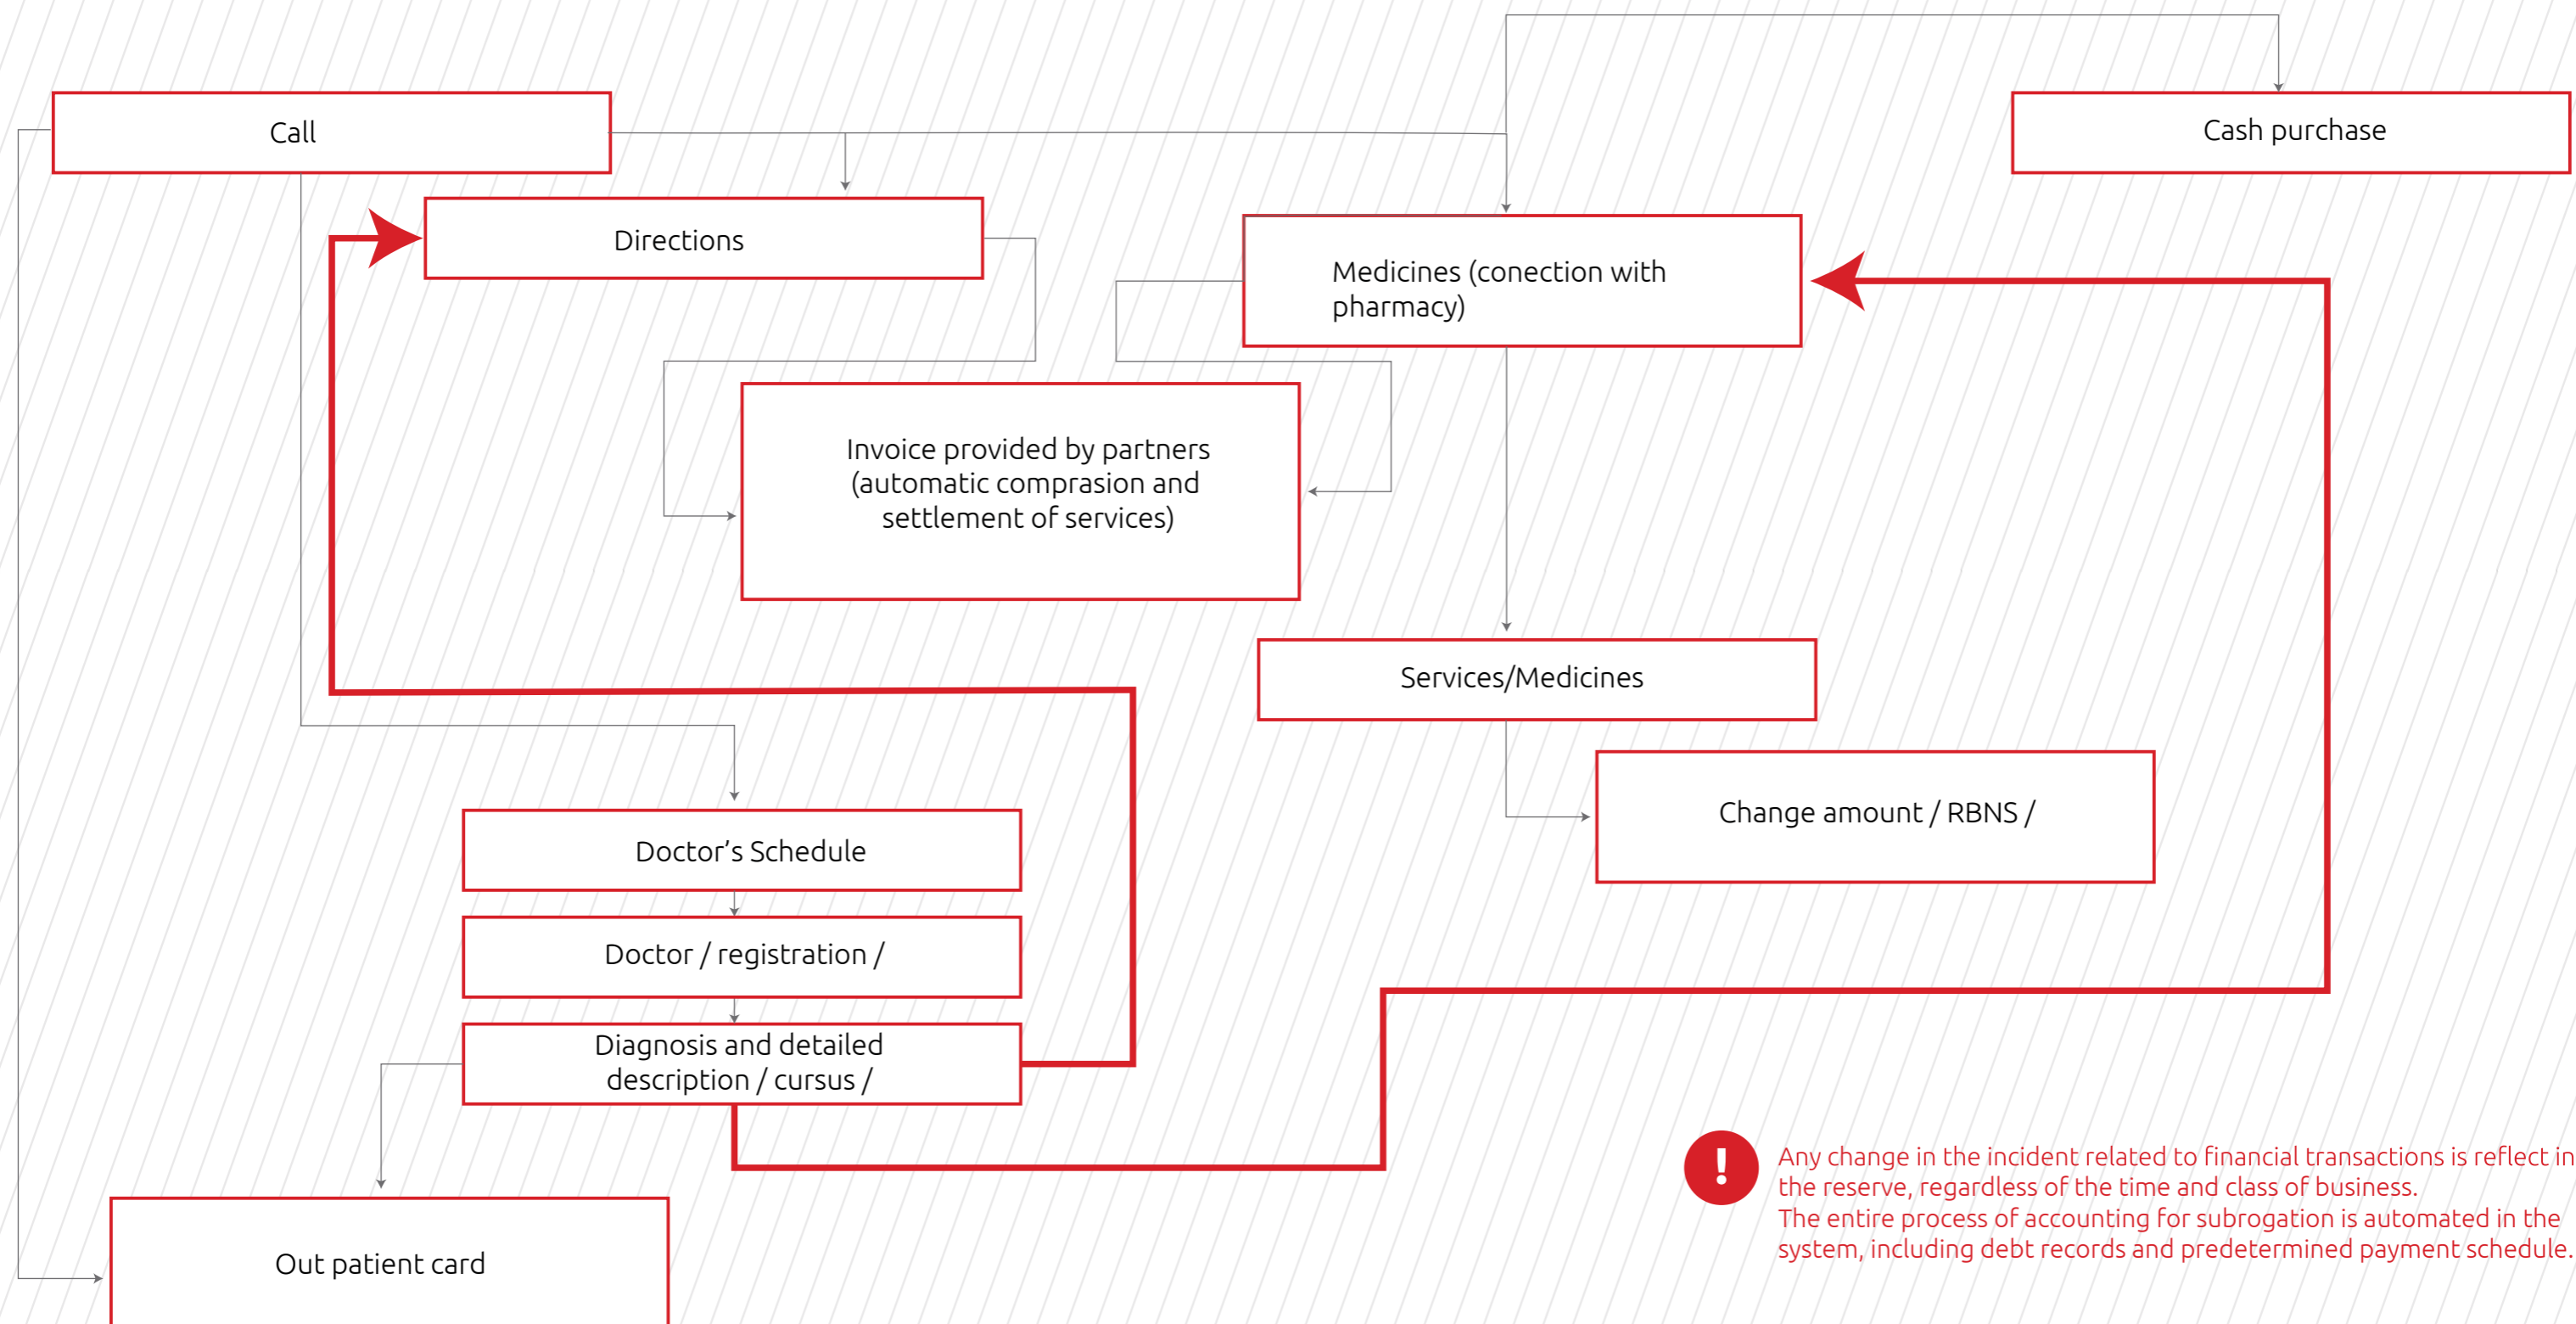 Call
Cash purchase
Directions
Medicines (conection with
pharmacy)
Invoice provided by partners
(automatic comprasion and
settlement of services)
Services/Medicines
Change amount / RBNS /
Doctor’s Schedule
Doctor / registration /
Diagnosis and detailed
description / cursus /
Out patient card
!
Any change in the incident related to financial transactions is reflect in
the reserve, regardless of the time and class of business.
The entire process of accounting for subrogation is automated in the
system, including debt records and predetermined payment schedule.